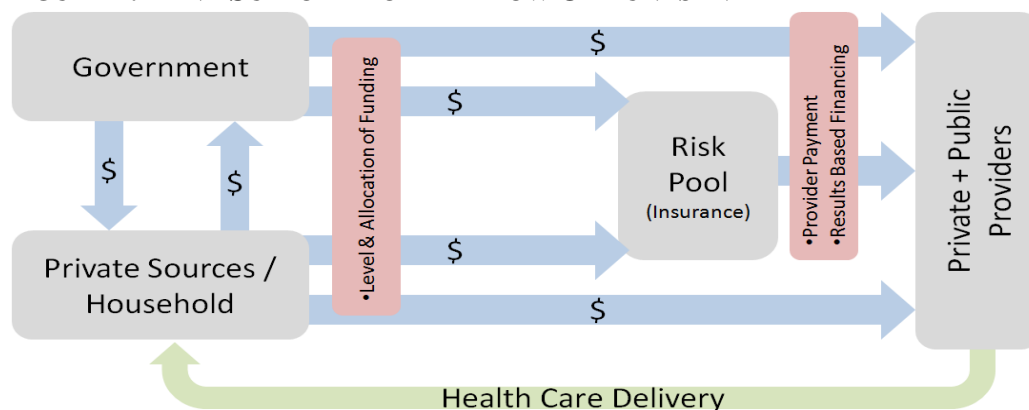 $
Government
$
$
$
•Level & Allocation of Funding
•Provider Payment
•Results Based Financing
Risk
Pool
(Insurance)
Private + Public
Providers
Private Sources /
Household
$
$
Health Care Delivery